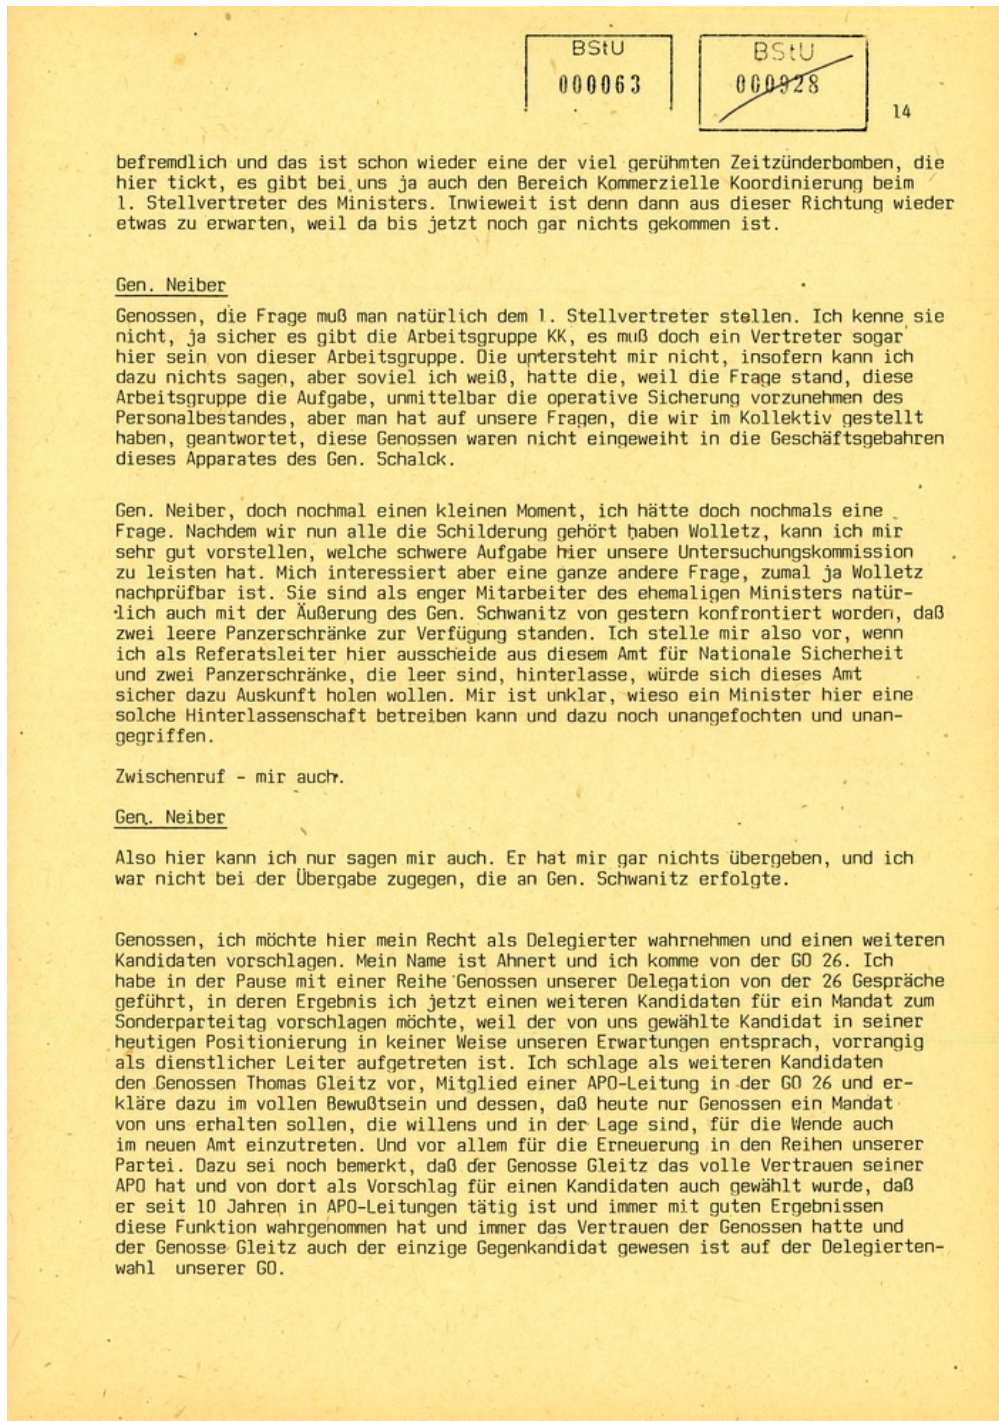 BStU
000063
BStU
000928
14
befremdlich und das ist schon wieder eine der viel gerühmten Zeitzünderbomben, die
hier tickt, es gibt bei uns ja auch den Bereich Kommerzielle Koordinierung beim
1. Stellvertreter des Ministers. Inwieweit ist denn dann aus dieser Richtung wieder
etwas zu erwarten, weil da bis jetzt noch gar nichts gekommen ist.
Gen. Neiber
Genossen, die Frage muß man natürlich dem 1. Stellvertreter stellen. Ich kenne sie
nicht, ja sicher es gibt die Arbeitsgruppe KK, es muß doch ein Vertreter sogar
hier sein von dieser Arbeitsgruppe. Die untersteht mir nicht, insofern kann ich
dazu nichts sagen, aber soviel ich weiß, hatte die, weil die Frage stand, diese
Arbeitsgruppe die Aufgabe, unmittelbar die operative Sicherung vorzunehmen des
Personalbestandes, aber man hat auf unsere Fragen, die wir im Kollektiv gestellt
haben, geantwortet, diese Genossen waren nicht eingeweiht in die Geschäftsgebahren
dieses Apparates des Gen. Schalck.
Gen. Neiber, doch nochmal einen kleinen Moment, ich hätte doch nochmals eine
Frage. Nachdem wir nun alle die Schilderung gehört haben Wolletz, kann ich mir
sehr gut vorstellen, welche schwere Aufgabe hier unsere Untersuchungskommission
zu leisten hat. Mich interessiert aber eine ganze andere Frage, zumal ja Wolletz
nachprüfbar ist. Sie sind als enger Mitarbeiter des ehemaligen Ministers natür-
lich auch mit der Äußerung des Gen. Schwanitz von gestern konfrontiert worden, daß
zwei leere Panzerschränke zur Verfügung standen. Ich stelle mir also vor, wenn
ich als Referatsleiter hier ausscheide aus diesem Amt für Nationale Sicherheit
und zwei Panzerschränke, die leer sind, hinterlasse, würde sich dieses Amt
sicher dazu Auskunft holen wollen. Mir ist unklar, wieso ein Minister hier eine
solche Hinterlassenschaft betreiben kann und dazu noch unangefochten und unan-
gegriffen.
Zwischenruf - mir auch.
Gen. Neiber
Also hier kann ich nur sagen mir auch. Er hat mir gar nichts übergeben, und ich
war nicht bei der Übergabe zugegen, die an Gen. Schwanitz erfolgte.
Genossen, ich möchte hier mein Recht als Delegierter wahrnehmen und einen weiteren
Kandidaten vorschlagen. Mein Name ist Ahnert und ich komme von der GO 26. Ich
habe in der Pause mit einer Reihe Genossen unserer Delegation von der 26 Gespräche
geführt, in deren Ergebnis ich jetzt einen weiteren Kandidaten für ein Mandat zum
Sonderparteitag vorschlagen möchte, weil der von uns gewählte Kandidat in seiner
heutigen Positionierung in keiner Weise unseren Erwartungen entsprach, vorrangig
als dienstlicher Leiter aufgetreten ist. Ich schlage als weiteren Kandidaten
den Genossen Thomas Gleitz vor, Mitglied einer APO-Leitung in der GO 26 und er-
kläre dazu im vollen Bewußtsein und dessen, daß heute nur Genossen ein Mandat
von uns erhalten sollen, die willens und in der Lage sind, für die Wende auch
im neuen Amt einzutreten. Und vor allem für die Erneuerung in den Reihen unserer
Partei. Dazu sei noch bemerkt, daß der Genosse Gleitz das volle Vertrauen seiner
APO hat und von dort als Vorschlag für einen Kandidaten auch gewählt wurde, daß
er seit 10 Jahren in APO-Leitungen tätig ist und immer mit guten Ergebnissen
diese Funktion wahrgenommen hat und immer das Vertrauen der Genossen hatte und
der Genosse Gleitz auch der einzige Gegenkandidat gewesen ist auf der Delegierten-
wahl unserer GO.